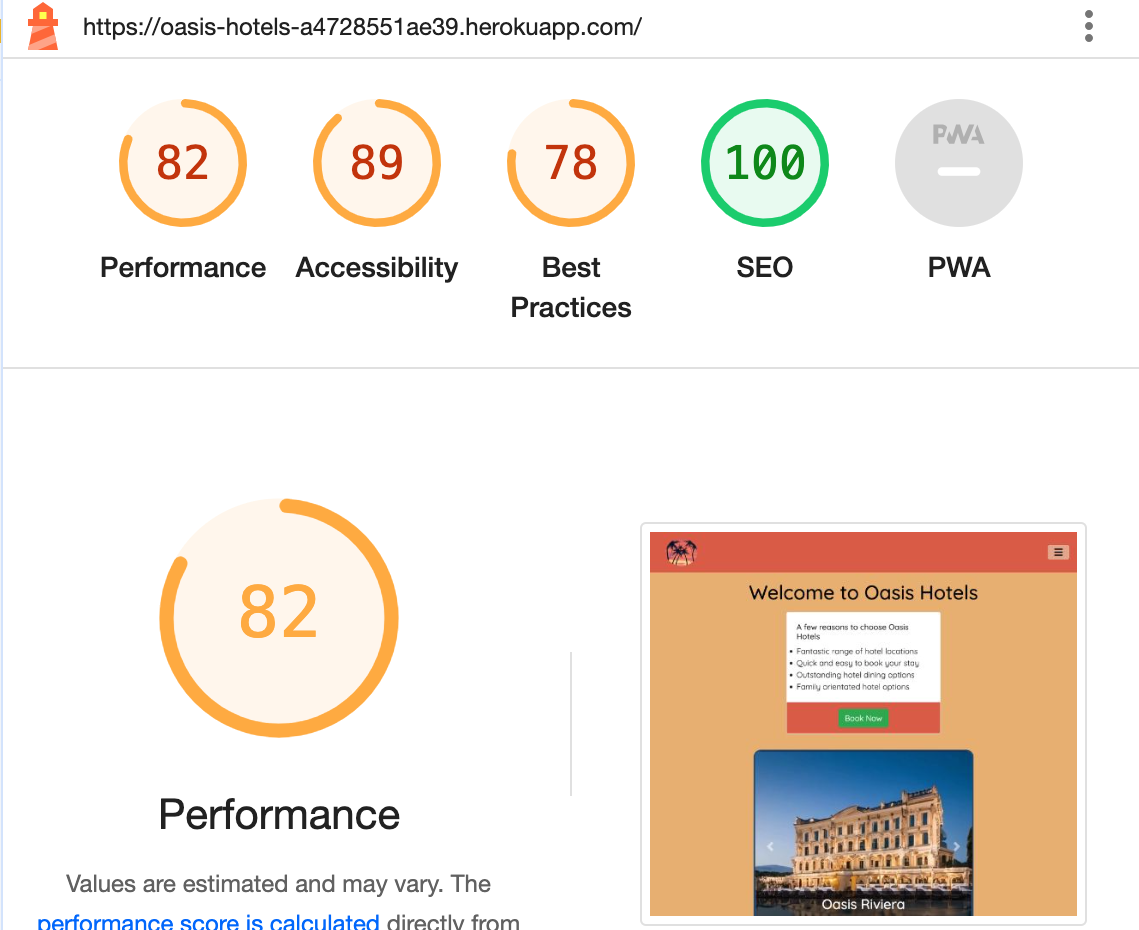 https://oasis-hotels-a4728551ae39.herokuapp.com/
82
89
78
100
PWA
Performance
Accessibility
Best
Practices
SEO
PWA
82
Performance
Values are estimated and may vary. The
performance score is calculated directly from
Welcome to Oasis Hotels
A few reasons to choose Oasis
Hotels
Fantastic range of hotel locations
Quick and easy to book your stay
Outstanding hotel dining options
Family orientated hotel options
Book Now
Oasis Riviera